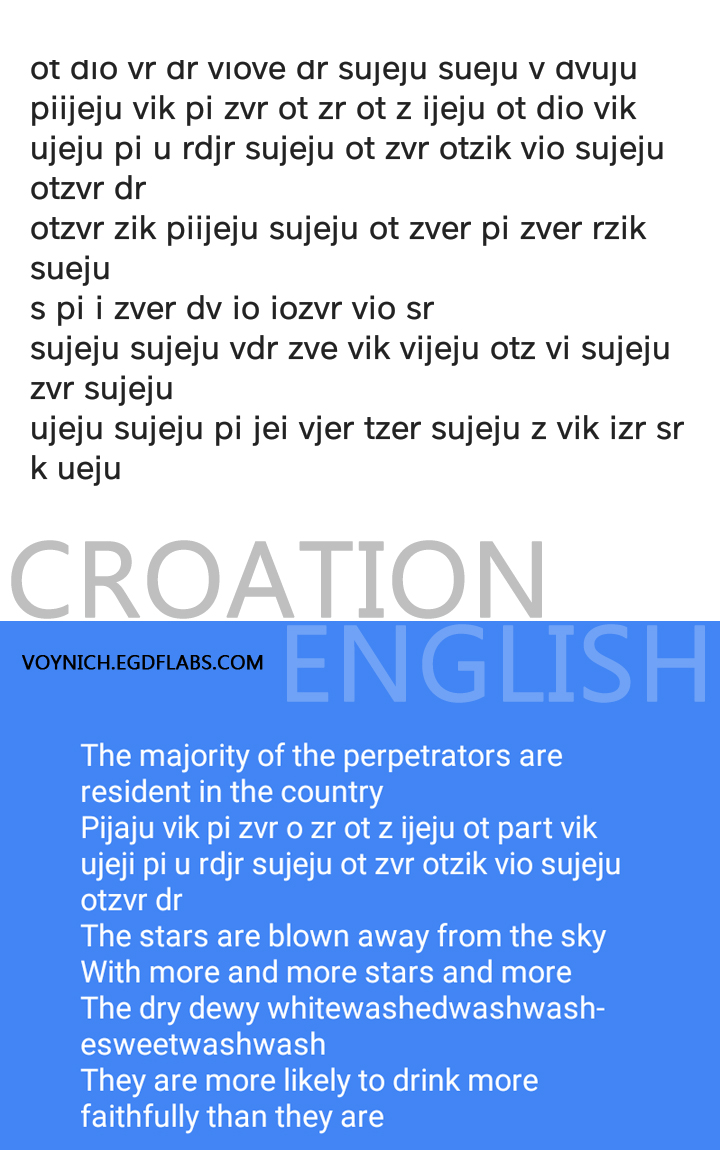 ot dio vr dr viove dr sujeju sueju v dvuju
piijeju vik pi zvr ot zr ot z ijeju ot dio vik
ujeju pi u rdjr sujeju ot zvr otzik vio sujeju
otzvr dr
otzvr zik piijeju sujeju ot zver pi zver rzik
sueju
s pi i zver dv io iozvr vio sr
sujeju sujeju vdr zve vik vijeju otz vi sujeju
zvr sujeju
ujeju sujeju pi jei vjer tzer sujeju z vik izr sr
k ueju
CROATION
ENGLISH
VOYNICH.EGDFLABS.COM
The majority of the perpetrators are
resident in the country
Pijaju vik pi zvr o zr ot z ijeju ot part vik
ujeji pi u rdjr sujeju ot zvr otzik vio sujeju
otzvr dr
The stars are blown away from the sky
With more and more stars and more
The dry dewy whitewashedwashwash-
esweetwashwash
They are more likely to drink more
faithfully than they are